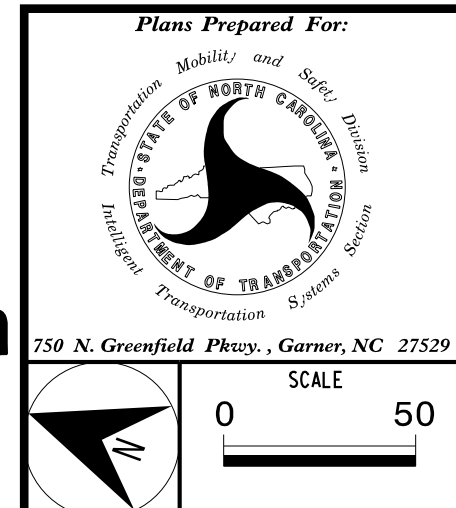 Plans Prepared For:
Transportation Mobility and Safety Division
STATE OF NORTH CAROLINA
DEPARTMENT OF TRANSPORTATION
Intelligent Transportation Systems Section
750 N. Greenfield Pkwy. , Garner, NC 27529
SCALE
0 50
N